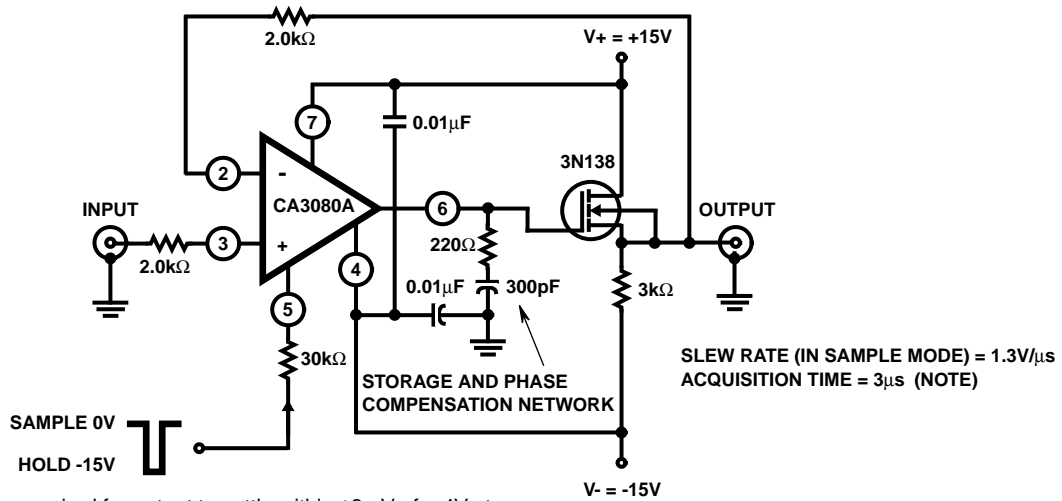 2.0kΩ
V+ = +15V
7
0.01µF
3N138
2
-
CA3080A
6
INPUT
OUTPUT
3
+
2.0kΩ
220Ω
4
0.01µF
300pF
3kΩ
5
30kΩ
SLEW RATE (IN SAMPLE MODE) = 1.3V/µs
ACQUISITION TIME = 3µs (NOTE)
STORAGE AND PHASE
COMPENSATION NETWORK
SAMPLE 0V
HOLD -15V
V- = -15V